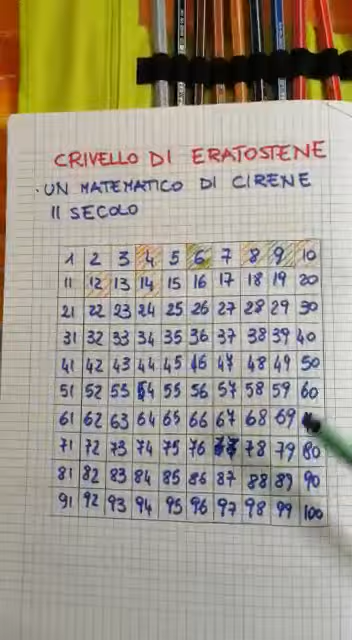 CRIVELLO DI ERATOSTENE
• UN MATEMATICO DI CIRENE
II SECOLO
1 2 3 4 5 6 7 8 9 10
11 12 13 14 15 16 17 18 19 20
21 22 23 24 25 26 27 28 29 30
31 32 33 34 35 36 37 38 39 40
41 42 43 44 45 46 47 48 49 50
51 52 53 54 55 56 57 58 59 60
61 62 63 64 65 66 67 68 69
71 72 73 74 75 76 77 78 79 80
81 82 83 84 85 86 87 88 89 90
91 92 93 94 95 96 97 98 99 100